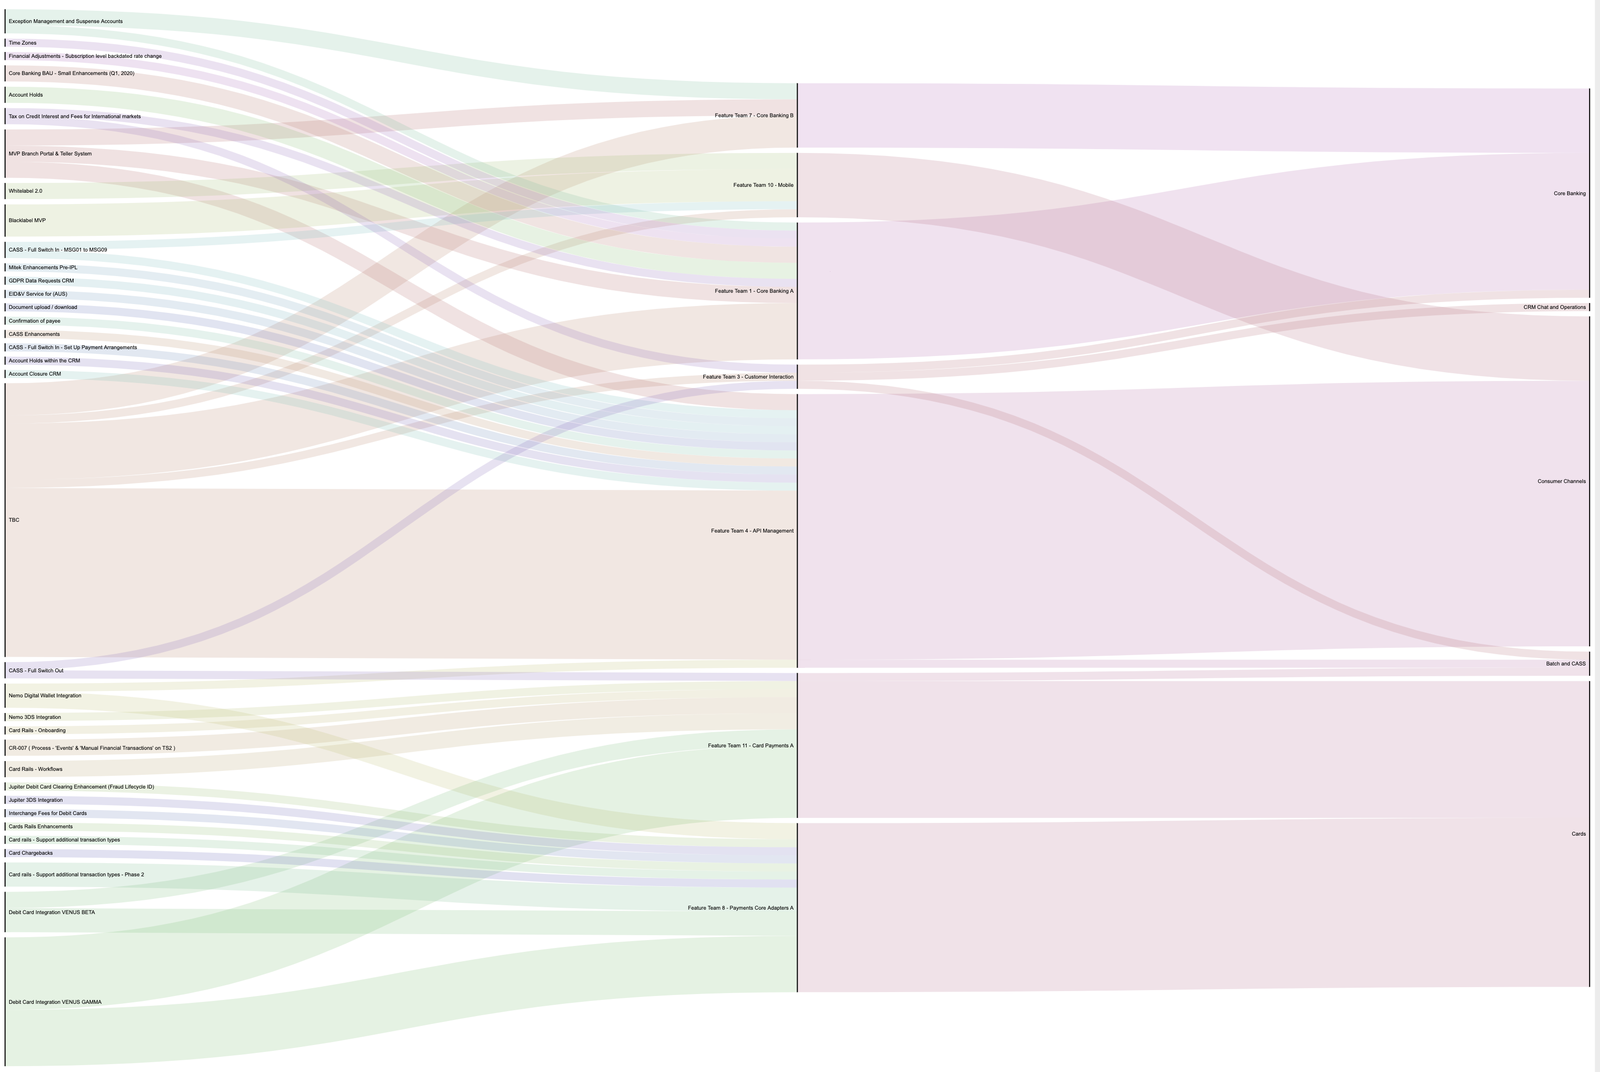 Exception Management and Suspense Accounts
Time Zones
Financial Adjustments - Subscription level backdated rate change
Core Banking BAU - Small Enhancements (Q1, 2020)
Account Holds
Tax on Credit Interest and Fees for International markets
MVP Branch Portal & Teller System
Whitelabel 2.0
Blacklabel MVP
CASS - Full Switch In - MSG01 to MSG09
Mitek Enhancements Pre-IPL
GDPR Data Requests CRM
EID&V Service for (AUS)
Document upload / download
Confirmation of payee
CASS Enhancements
CASS - Full Switch In - Set Up Payment Arrangements
Account Holds within the CRM
Account Closure CRM
TBC
CASS - Full Switch Out
Nemo Digital Wallet Integration
Nemo 3DS Integration
Card Rails - Onboarding
CR-007 ( Process - 'Events' & 'Manual Financial Transactions' on TS2 )
Card Rails - Workflows
Jupiter Debit Card Clearing Enhancement (Fraud Lifecycle ID)
Jupiter 3DS Integration
Interchange Fees for Debit Cards
Cards Rails Enhancements
Card rails - Support additional transaction types
Card Chargebacks
Card rails - Support additional transaction types - Phase 2
Debit Card Integration VENUS BETA
Debit Card Integration VENUS GAMMA
Feature Team 7 - Core Banking B
Feature Team 10 - Mobile
Feature Team 1 - Core Banking A
Feature Team 3 - Customer Interaction
Feature Team 4 - API Management
Feature Team 11 - Card Payments A
Feature Team 8 - Payments Core Adapters A
Core Banking
CRM Chat and Operations
Consumer Channels
Batch and CASS
Cards